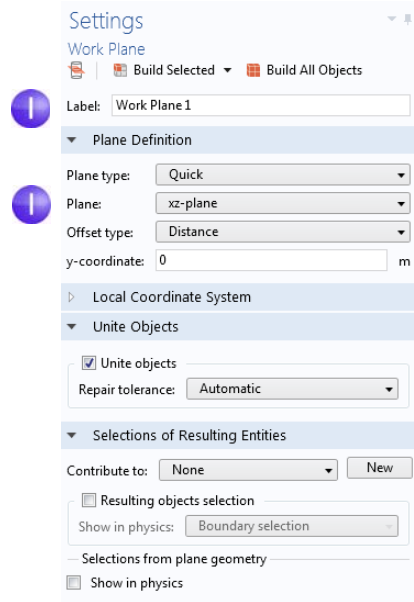 Settings
Work Plane
Build Selected Build All Objects
I
Label: Work Plane 1
Plane Definition
Plane type: Quick
I
Plane: xz-plane
Offset type: Distance
y-coordinate: 0 m
Local Coordinate System
Unite Objects
Unite objects
Repair tolerance: Automatic
Selections of Resulting Entities
Contribute to: None New
Resulting objects selection
Show in physics: Boundary selection
Selections from plane geometry
Show in physics